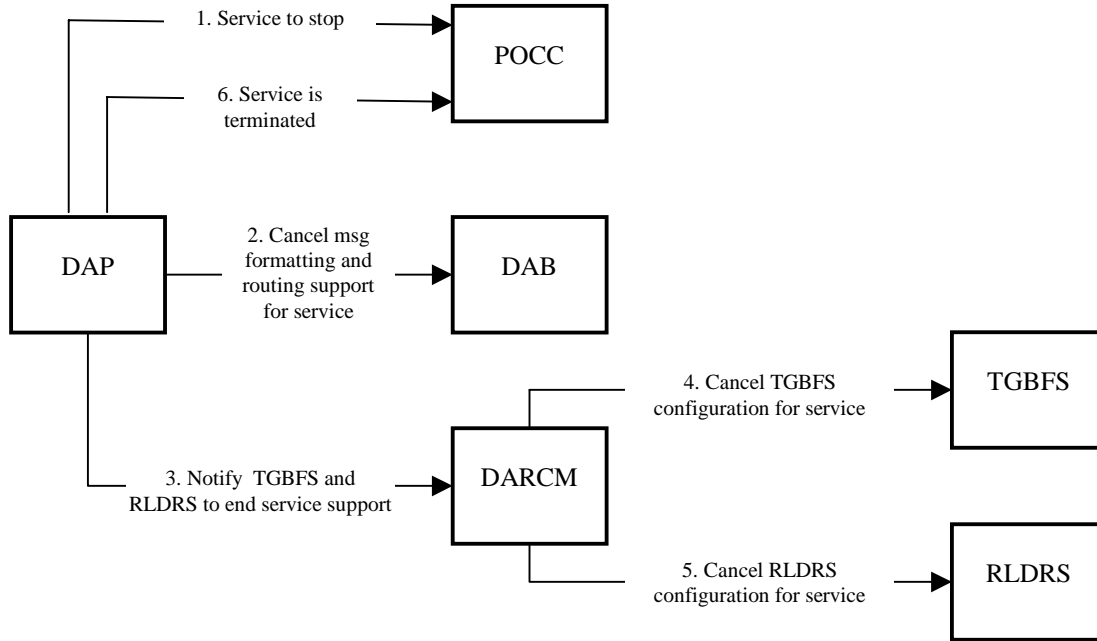 1. Service to stop
POCC
6. Service is
terminated
DAP
2. Cancel msg
formatting and
routing support
for service
DAB
4. Cancel TGBFS
configuration for service
TGBFS
3. Notify TGBFS and
RLDRS to end service support
DARCM
5. Cancel RLDRS
configuration for service
RLDRS